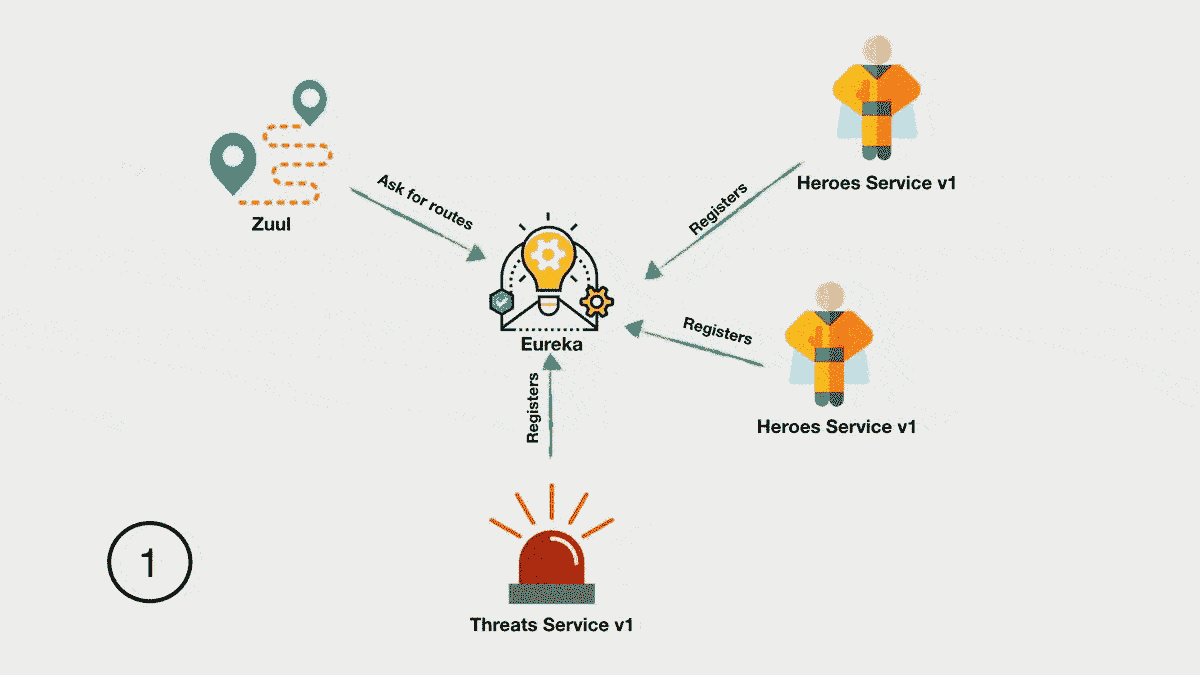 Heroes Service v1
Ask for routes
Registers
Zuul
Registers
Eureka
Registers
Heroes Service v1
1
Threats Service v1